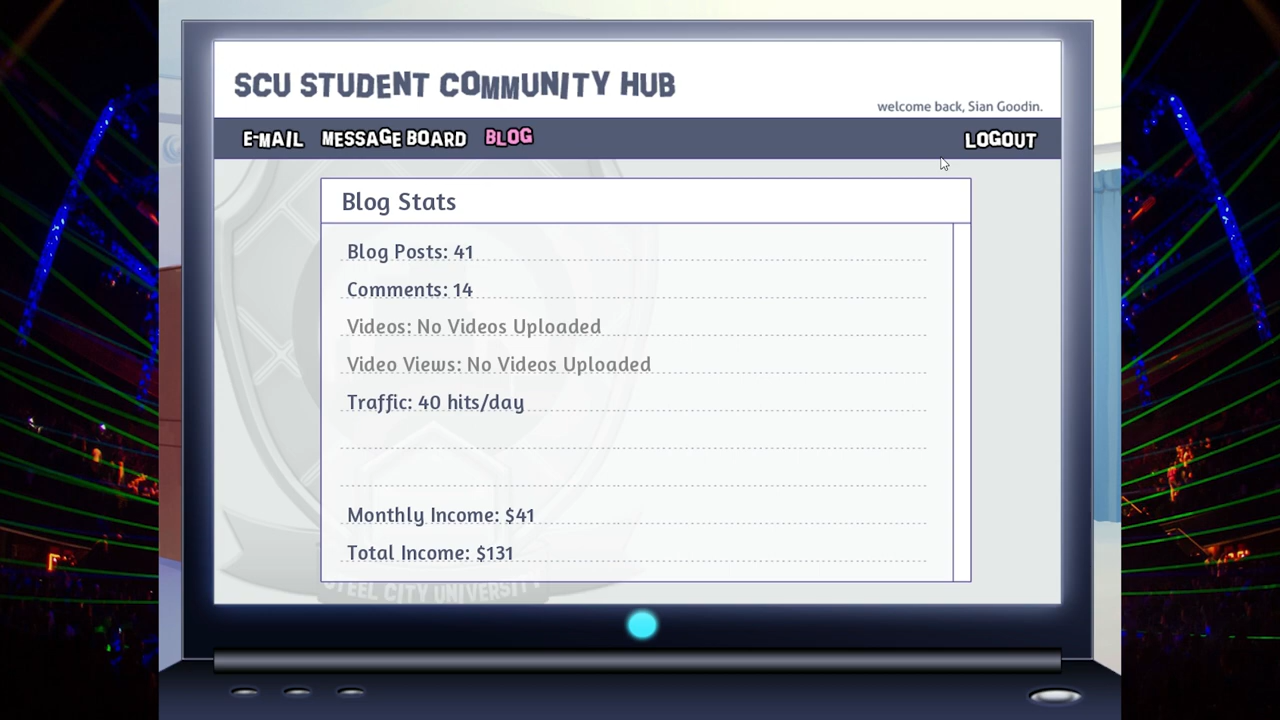 SCU STUDENT COMMUNITY HUB
welcome back, Sian Goodin.
E-MAIL MESSAGE BOARD BLOG LOGOUT
Blog Stats
Blog Posts: 41
Comments: 14
Videos: No Videos Uploaded
Video Views: No Videos Uploaded
Traffic: 40 hits/day
Monthly Income: $41
Total Income: $131
STEEL CITY UNIVERSITY